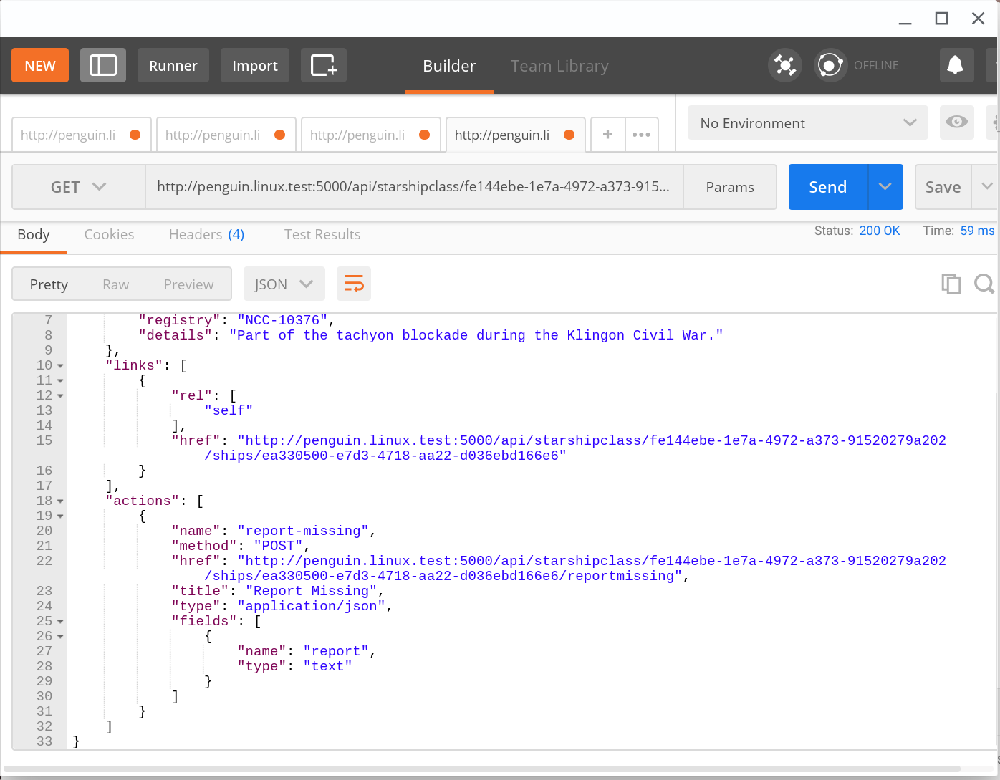 NEW Runner Import Builder Team Library OFFLINE
http://penguin.li http://penguin.li http://penguin.li http://penguin.li + ••• No Environment
GET http://penguin.linux.test:5000/api/starshipclass/fe144ebe-1e7a-4972-a373-915... Params Send Save
Body Cookies Headers (4) Test Results Status: 200 OK Time: 59 ms
Pretty Raw Preview JSON
7 "registry": "NCC-10376",
8 "details": "Part of the tachyon blockade during the Klingon Civil War."
9 },
10 "links": [
11 {
12 "rel": [
13 "self"
14 ],
15 "href": "http://penguin.linux.test:5000/api/starshipclass/fe144ebe-1e7a-4972-a373-91520279a202
/ships/ea330500-e7d3-4718-aa22-d036ebd166e6"
16 }
17 ],
18 "actions": [
19 {
20 "name": "report-missing",
21 "method": "POST",
22 "href": "http://penguin.linux.test:5000/api/starshipclass/fe144ebe-1e7a-4972-a373-91520279a202
/ships/ea330500-e7d3-4718-aa22-d036ebd166e6/reportmissing",
23 "title": "Report Missing",
24 "type": "application/json",
25 "fields": [
26 {
27 "name": "report",
28 "type": "text"
29 }
30 ]
31 }
32 ]
33 }